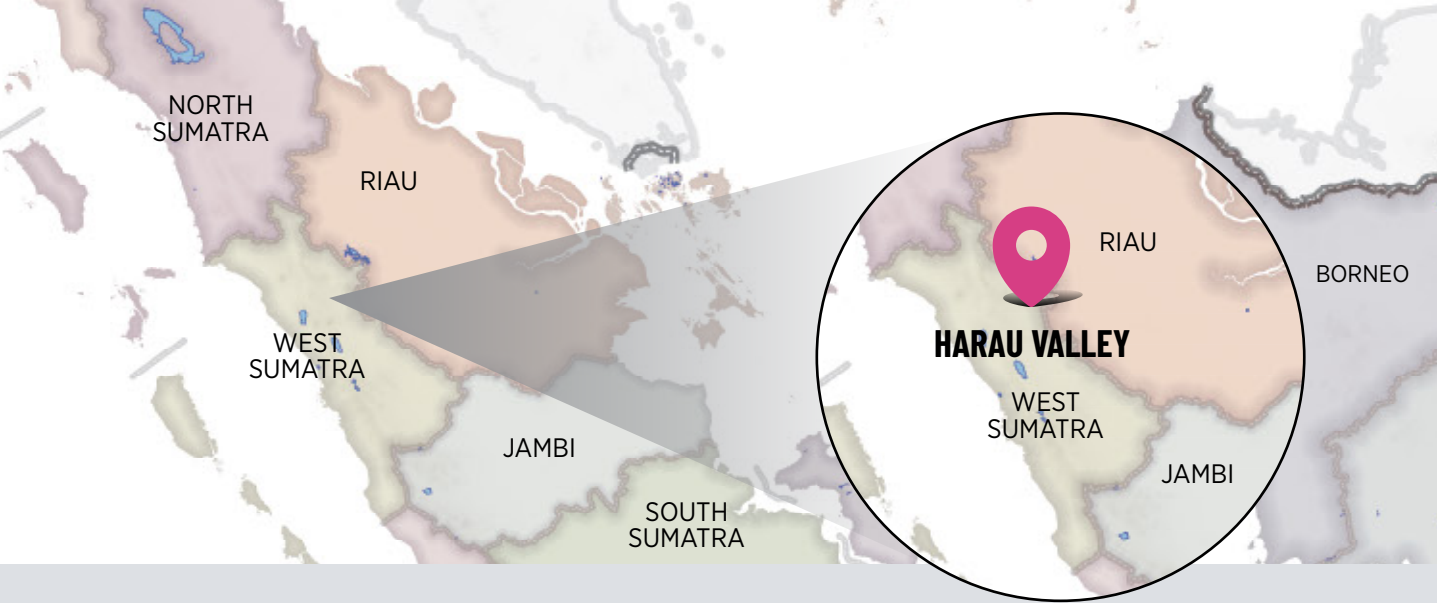 NORTH
SUMATRA
RIAU
WEST
SUMATRA
JAMBI
SOUTH
SUMATRA
RIAU
HARAU VALLEY
WEST
SUMATRA
JAMBI
BORNEO